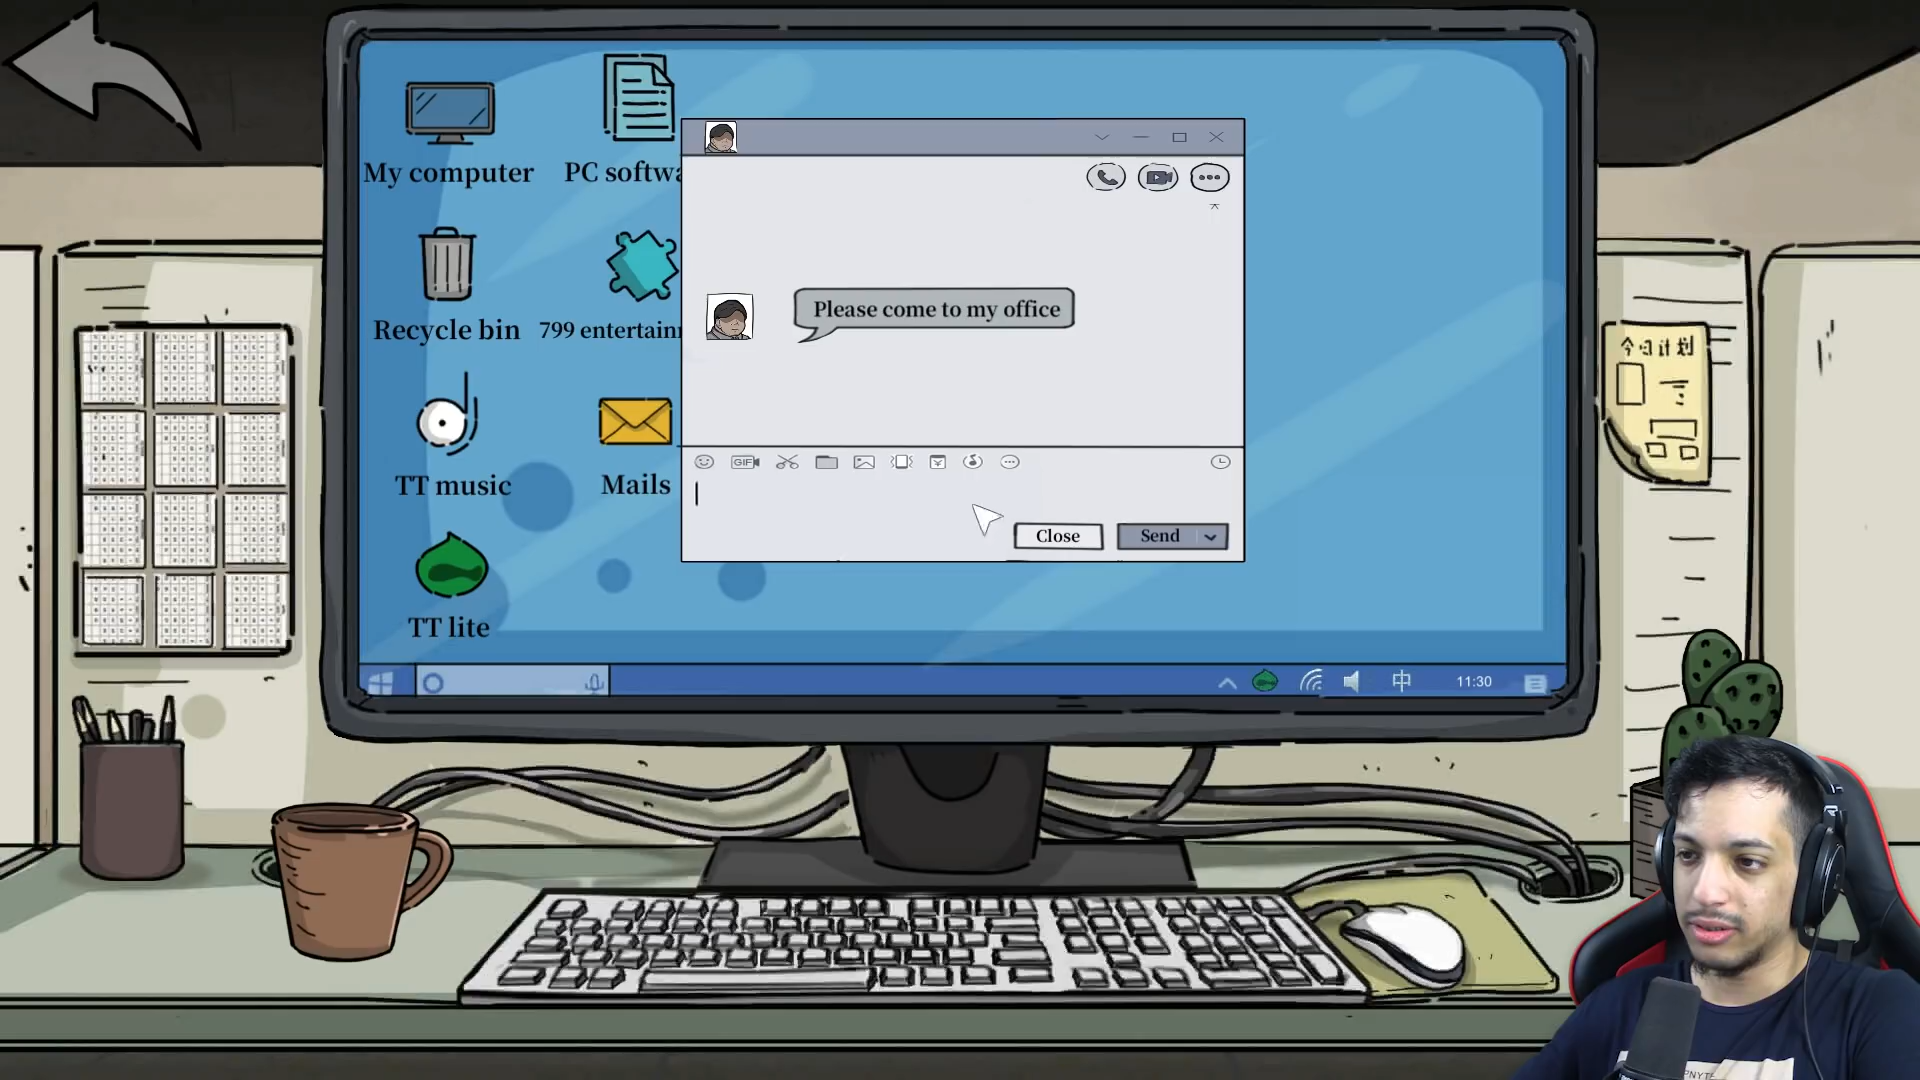 My computer
PC softwa
Please come to my office
Recycle bin
799 entertain
GIF
TT music
Mails
Close
Send
TT lite
中
11:30
今日计划